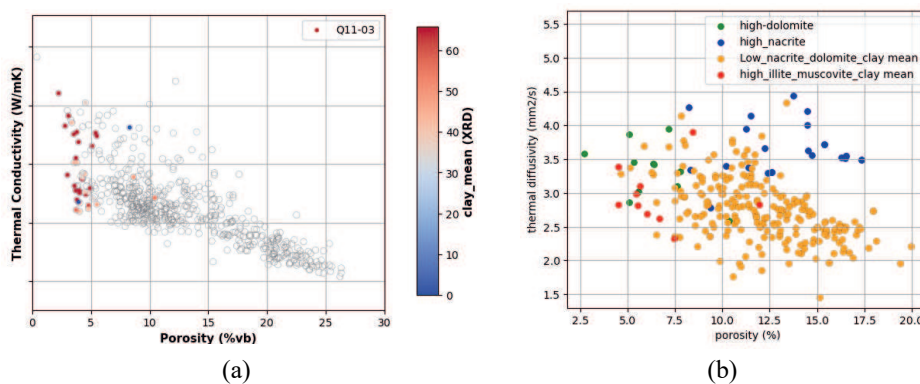 Q11-03
Thermal Conductivity (W/mK)
0 5 10 15 20 25 30
Porosity (%vb)
60
50
40
30
20
10
0
clay_mean (XRD)
(a)
high-dolomite
high_nacrite
Low_nacrite_dolomite_clay mean
high_illite_muscovite_clay mean
thermal diffusivity (mm2/s)
5.5
5.0
4.5
4.0
3.5
3.0
2.5
2.0
1.5
2.5 5.0 7.5 10.0 12.5 15.0 17.5 20.0
porosity (%)
(b)